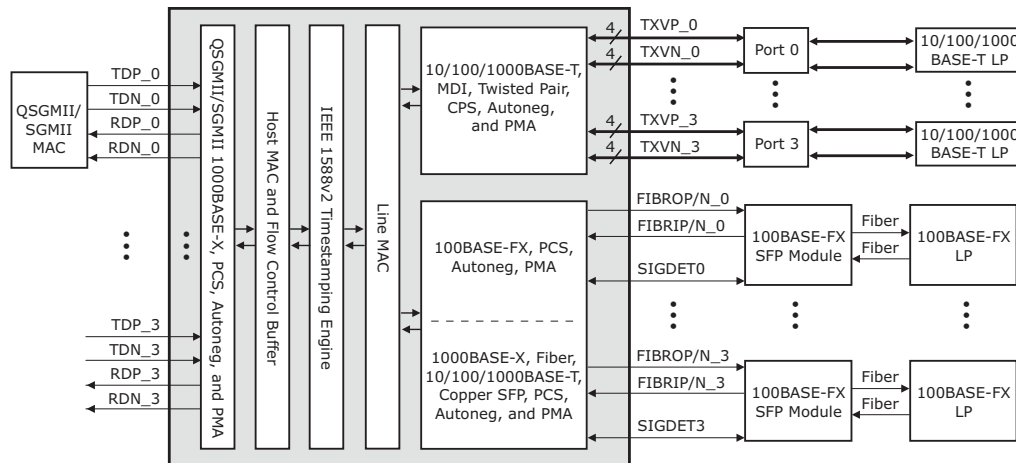 QSGMII/
SGMII
MAC
TDP_0
TDN_0
RDP_0
RDN_0
TDP_3
TDN_3
RDP_3
RDN_3
QSGMII/SGMII 1000BASE-X, PCS, Autoneg, and PMA
Host MAC and Flow Control Buffer
IEEE 1588v2 Timestamping Engine
Line MAC
10/100/1000BASE-T,
MDI, Twisted Pair,
CPS, Autoneg,
and PMA
100BASE-FX, PCS,
Autoneg, PMA
1000BASE-X, Fiber,
10/100/1000BASE-T,
Copper SFP, PCS,
Autoneg, and PMA
4 TXVP_0
4 TXVN_0
Port 0
10/100/1000
BASE-T LP
4 TXVP_3
4 TXVN_3
Port 3
10/100/1000
BASE-T LP
FIBROP/N_0
FIBRIP/N_0
SIGDET0
100BASE-FX
SFP Module
Fiber
Fiber
100BASE-FX
LP
FIBROP/N_3
FIBRIP/N_3
SIGDET3
100BASE-FX
SFP Module
Fiber
Fiber
100BASE-FX
LP